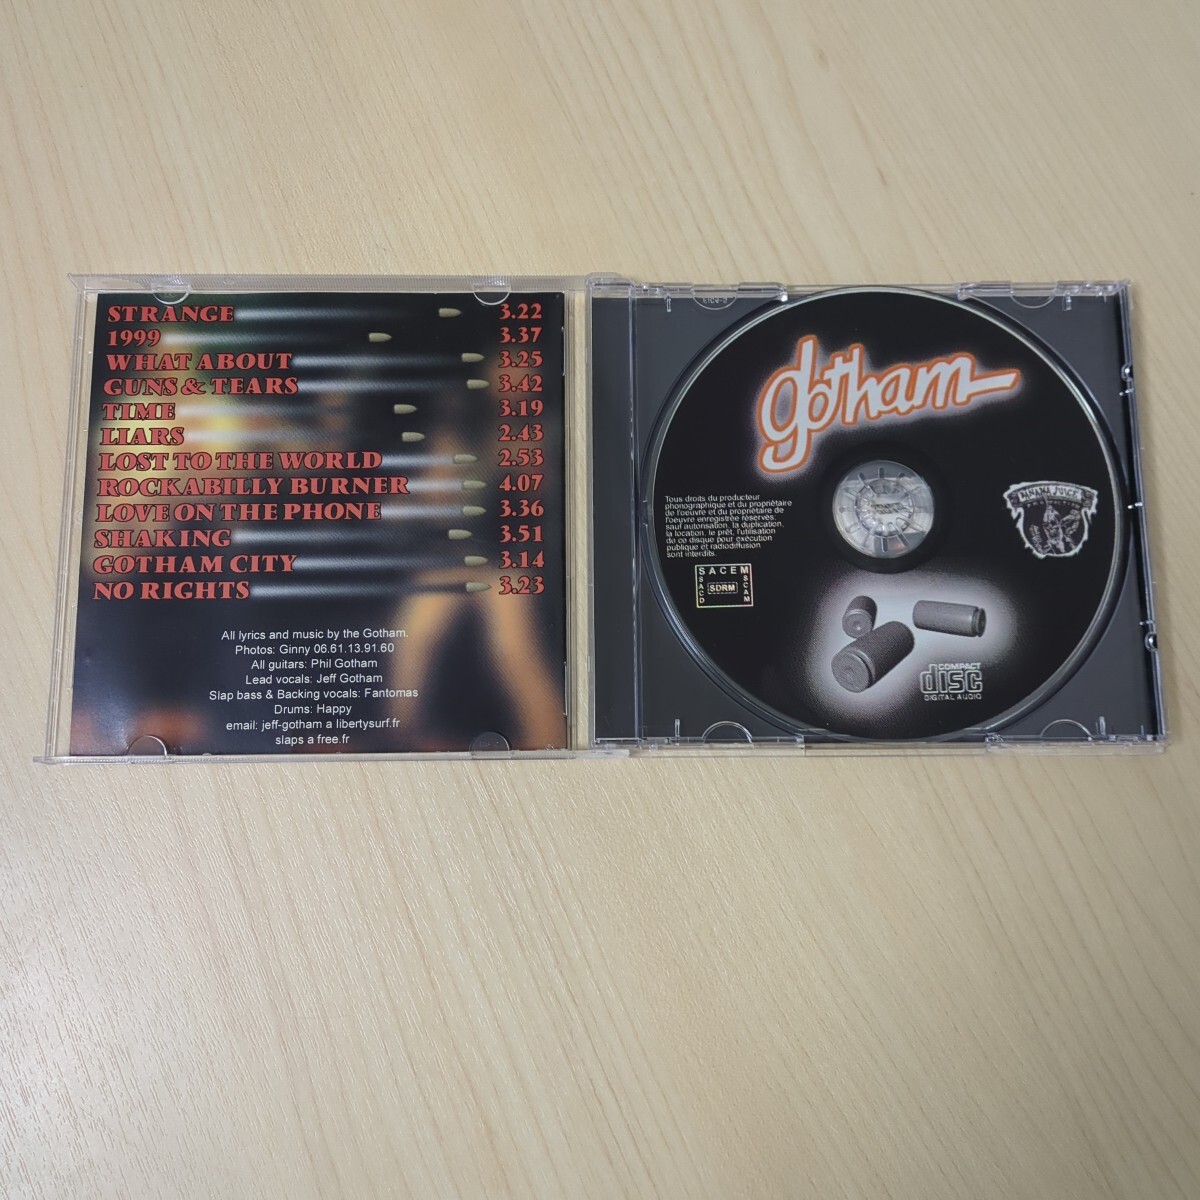 STRANGE 3.22
1999 3.37
WHAT ABOUT 3.25
GUNS & TEARS 3.42
TIME 3.19
LIARS 2.43
LOST TO THE WORLD 2.53
ROCKABILLY BURNER 4.07
LOVE ON THE PHONE 3.36
SHAKING 3.51
GOTHAM CITY 3.14
NO RIGHTS 3.23
All lyrics and music by the Gotham.
Photos: Ginny 06.61.13.91.60
All guitars: Phil Gotham
Lead vocals: Jeff Gotham
Slap bass & Backing vocals: Fantomas
Drums: Happy
email: jeff-gotham a libertysurf.fr
slaps a free.fr
gotham
Tous droits du producteur
phonographique et du propriétaire
de l'oeuvre et du propriétaire de
l'oeuvre enregistrée réservés;
sauf autorisation, la duplication,
la location, le prêt, l'utilisation
de ce disque pour exécution
publique et radiodiffusion
sont interdits.
SACEM
SACD
SDRM
SCAM
PANAMA JUICE
COMPACT
disc
DIGITAL AUDIO